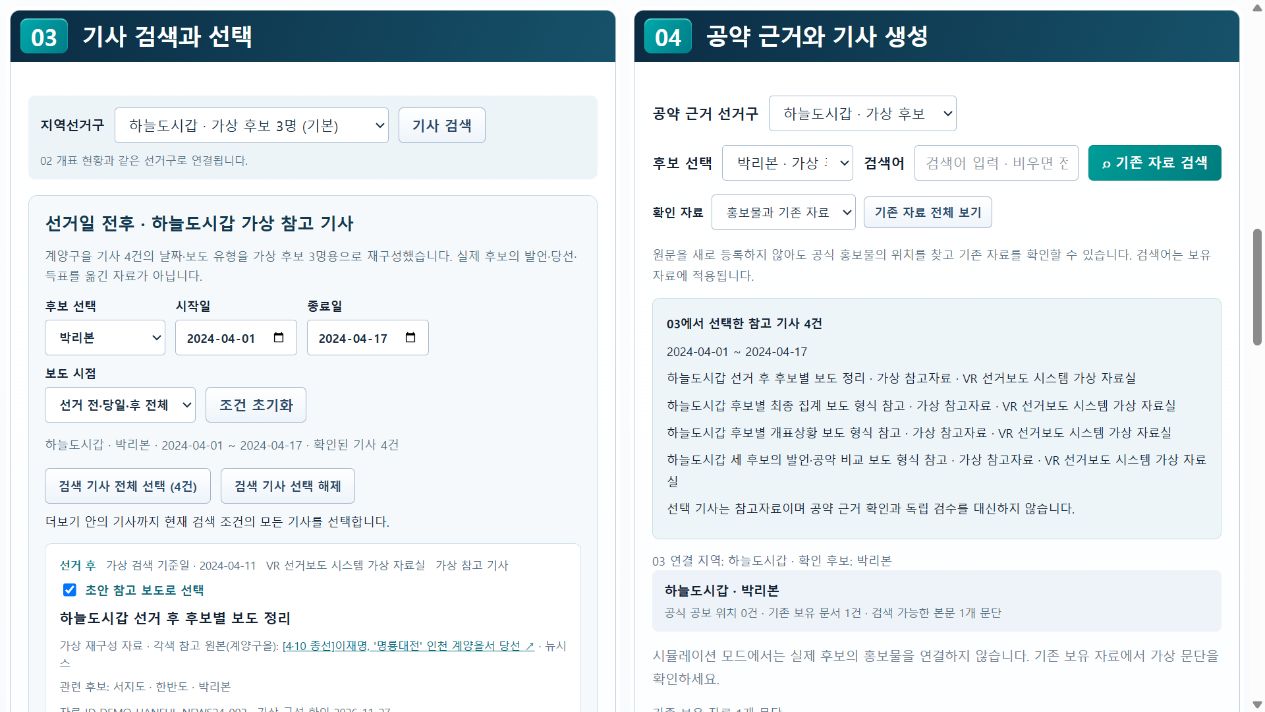 03 기사 검색과 선택
지역선거구 하늘도시갑 · 가상 후보 3명 (기본) 기사 검색
02 개표 현황과 같은 선거구로 연결됩니다.
선거일 전후 · 하늘도시갑 가상 참고 기사
계양구을 기사 4건의 날짜·보도 유형을 가상 후보 3명용으로 재구성했습니다. 실제 후보의 발언·당선·
득표를 옮긴 자료가 아닙니다.
후보 선택 시작일 종료일
박리본 2024-04-01 2024-04-17
보도 시점
선거 전·당일·후 전체 조건 초기화
하늘도시갑 · 박리본 · 2024-04-01 ~ 2024-04-17 · 확인된 기사 4건
검색 기사 전체 선택 (4건) 검색 기사 선택 해제
더보기 안의 기사까지 현재 검색 조건의 모든 기사를 선택합니다.
선거 후 가상 검색 기준일 · 2024-04-11 VR 선거보도 시스템 가상 자료실 가상 참고 기사
초안 참고 보도로 선택
하늘도시갑 선거 후 후보별 보도 정리
가상 재구성 자료 · 각색 참고 원본(계양구을): [4·10 총선]이재명, '명룡대전' 인천 계양을서 당선 ↗ · 뉴시
스
관련 후보: 서지도 · 한반도 · 박리본
04 공약 근거와 기사 생성
공약 근거 선거구 하늘도시갑 · 가상 후보
후보 선택 박리본 · 가상 검색어 검색어 입력 · 비우면 전 ⌕ 기존 자료 검색
확인 자료 홍보물과 기존 자료 기존 자료 전체 보기
원문을 새로 등록하지 않아도 공식 홍보물의 위치를 찾고 기존 자료를 확인할 수 있습니다. 검색어는 보유
자료에 적용됩니다.
03에서 선택한 참고 기사 4건
2024-04-01 ~ 2024-04-17
하늘도시갑 선거 후 후보별 보도 정리 · 가상 참고자료 · VR 선거보도 시스템 가상 자료실
하늘도시갑 후보별 최종 집계 보도 형식 참고 · 가상 참고자료 · VR 선거보도 시스템 가상 자료실
하늘도시갑 후보별 개표상황 보도 형식 참고 · 가상 참고자료 · VR 선거보도 시스템 가상 자료실
하늘도시갑 세 후보의 발언·공약 비교 보도 형식 참고 · 가상 참고자료 · VR 선거보도 시스템 가상 자료
실
선택 기사는 참고자료이며 공약 근거 확인과 독립 검수를 대신하지 않습니다.
03 연결 지역: 하늘도시갑 · 확인 후보: 박리본
하늘도시갑 · 박리본
공식 공보 위치 0건 · 기존 보유 문서 1건 · 검색 가능한 본문 1개 문단
시뮬레이션 모드에서는 실제 후보의 홍보물을 연결하지 않습니다. 기존 보유 자료에서 가상 문단을
확인하세요.